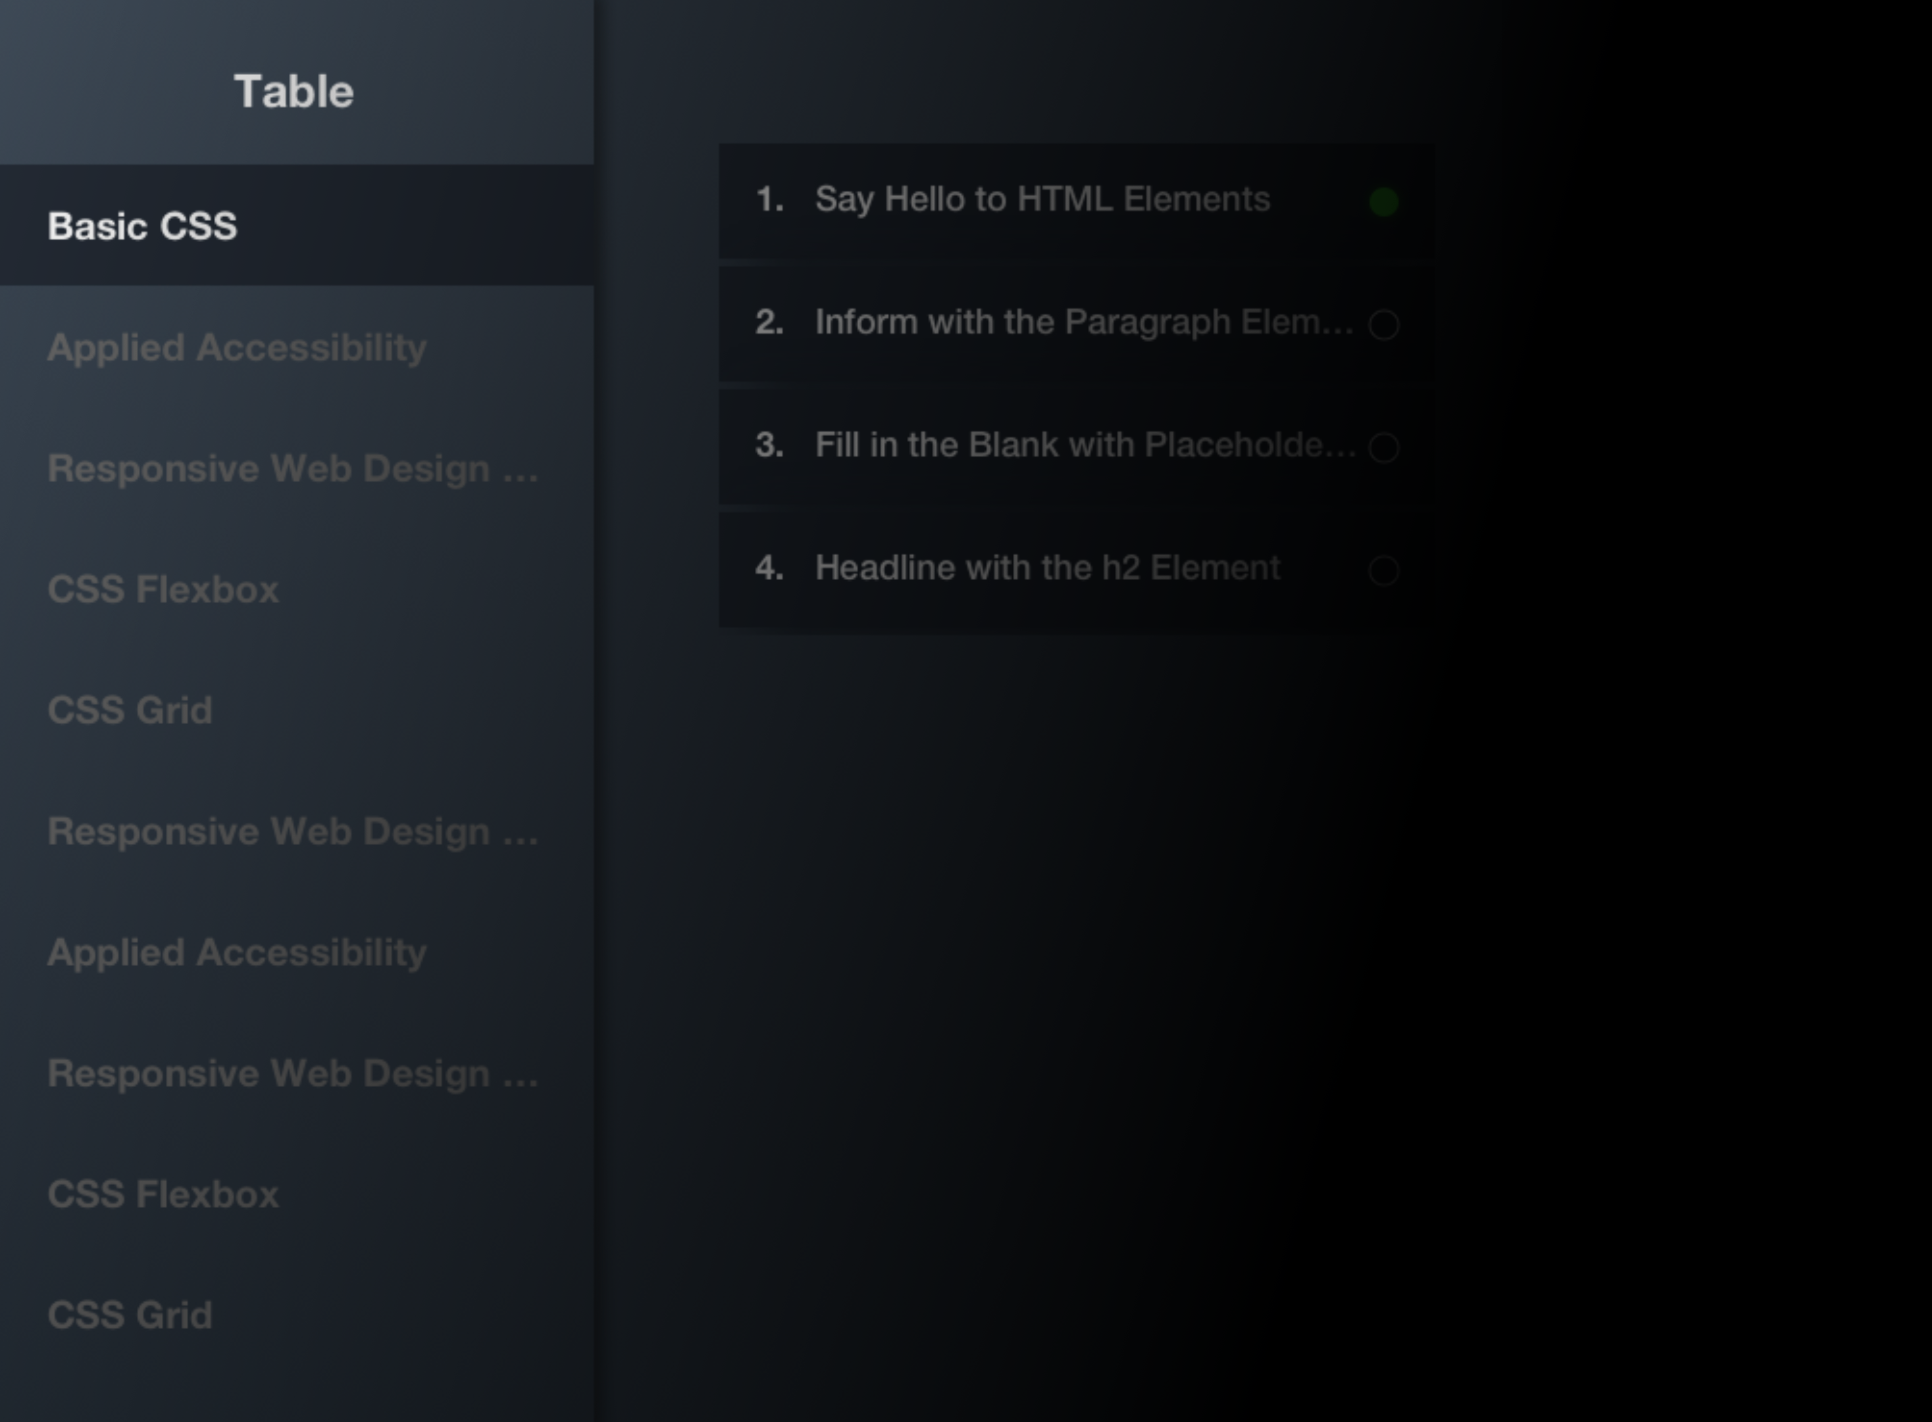 Table
Basic CSS
Applied Accessibility
Responsive Web Design ...
CSS Flexbox
CSS Grid
Responsive Web Design ...
Applied Accessibility
Responsive Web Design ...
CSS Flexbox
CSS Grid
1. Say Hello to HTML Elements
2. Inform with the Paragraph Elem...
3. Fill in the Blank with Placeholde...
4. Headline with the h2 Element